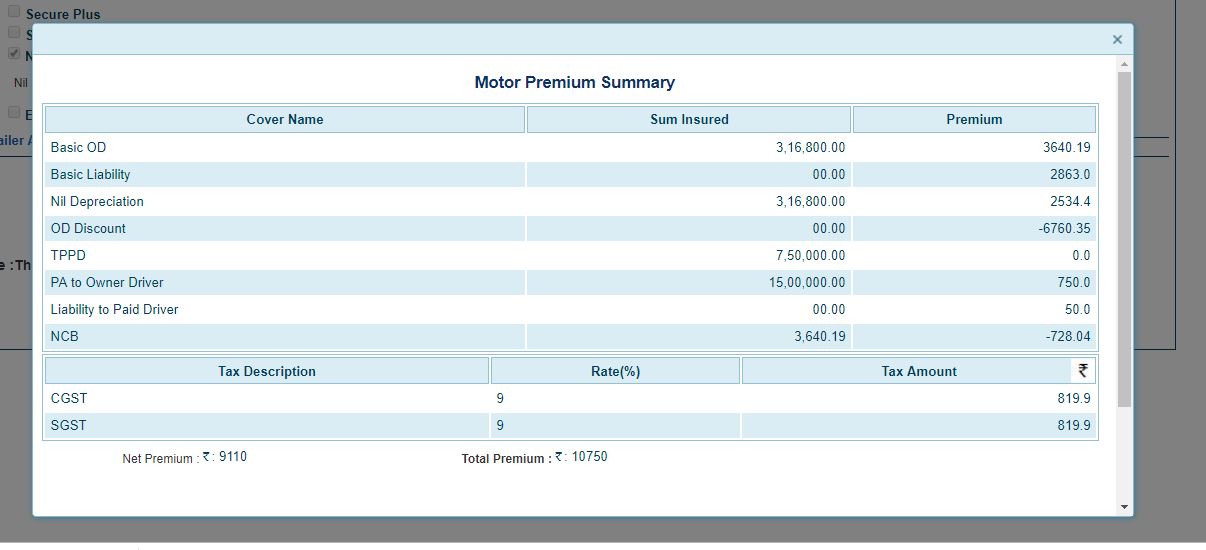 Secure Plus
S
N
Nil
E
ailer A
e :Th
×
Motor Premium Summary
Cover Name Sum Insured Premium
Basic OD 3,16,800.00 3640.19
Basic Liability 00.00 2863.0
Nil Depreciation 3,16,800.00 2534.4
OD Discount 00.00 -6760.35
TPPD 7,50,000.00 0.0
PA to Owner Driver 15,00,000.00 750.0
Liability to Paid Driver 00.00 50.0
NCB 3,640.19 -728.04
Tax Description Rate(%) Tax Amount ₹
CGST 9 819.9
SGST 9 819.9
Net Premium : ₹: 9110 Total Premium : ₹: 10750